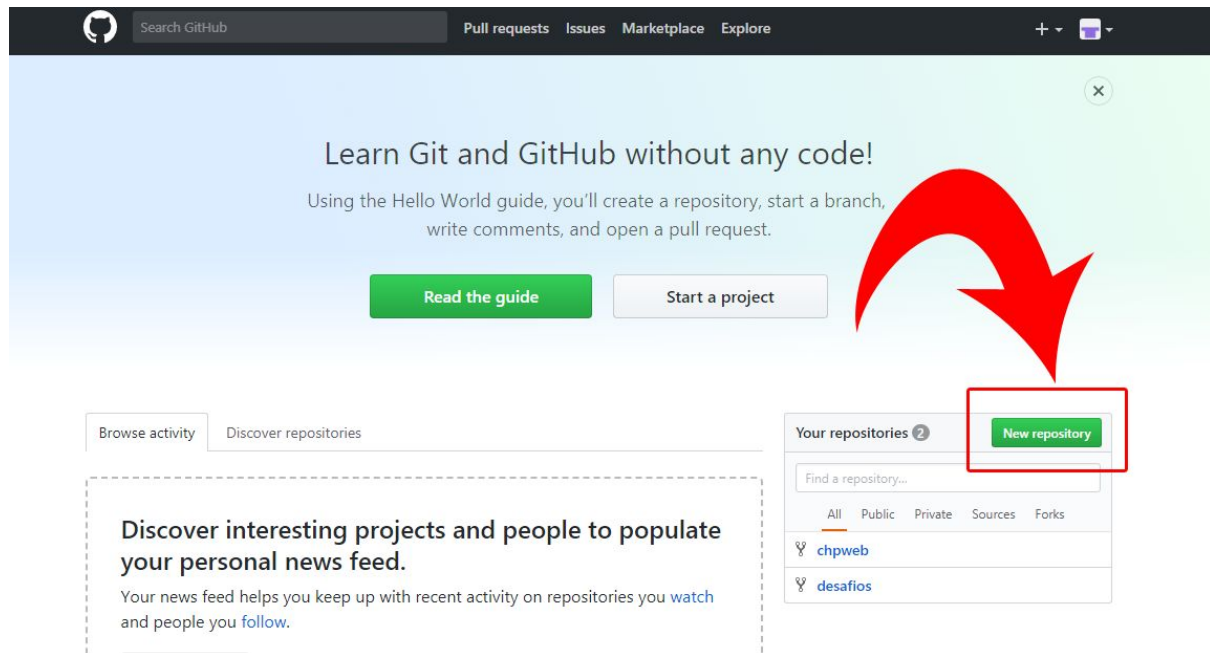 Search GitHub
Pull requests Issues Marketplace Explore
Learn Git and GitHub without any code!
Using the Hello World guide, you’ll create a repository, start a branch,
write comments, and open a pull request.
Read the guide
Start a project
Browse activity
Discover repositories
Discover interesting projects and people to populate
your personal news feed.
Your news feed helps you keep up with recent activity on repositories you watch
and people you follow.
Your repositories 2
New repository
Find a repository...
All Public Private Sources Forks
chpweb
desafios